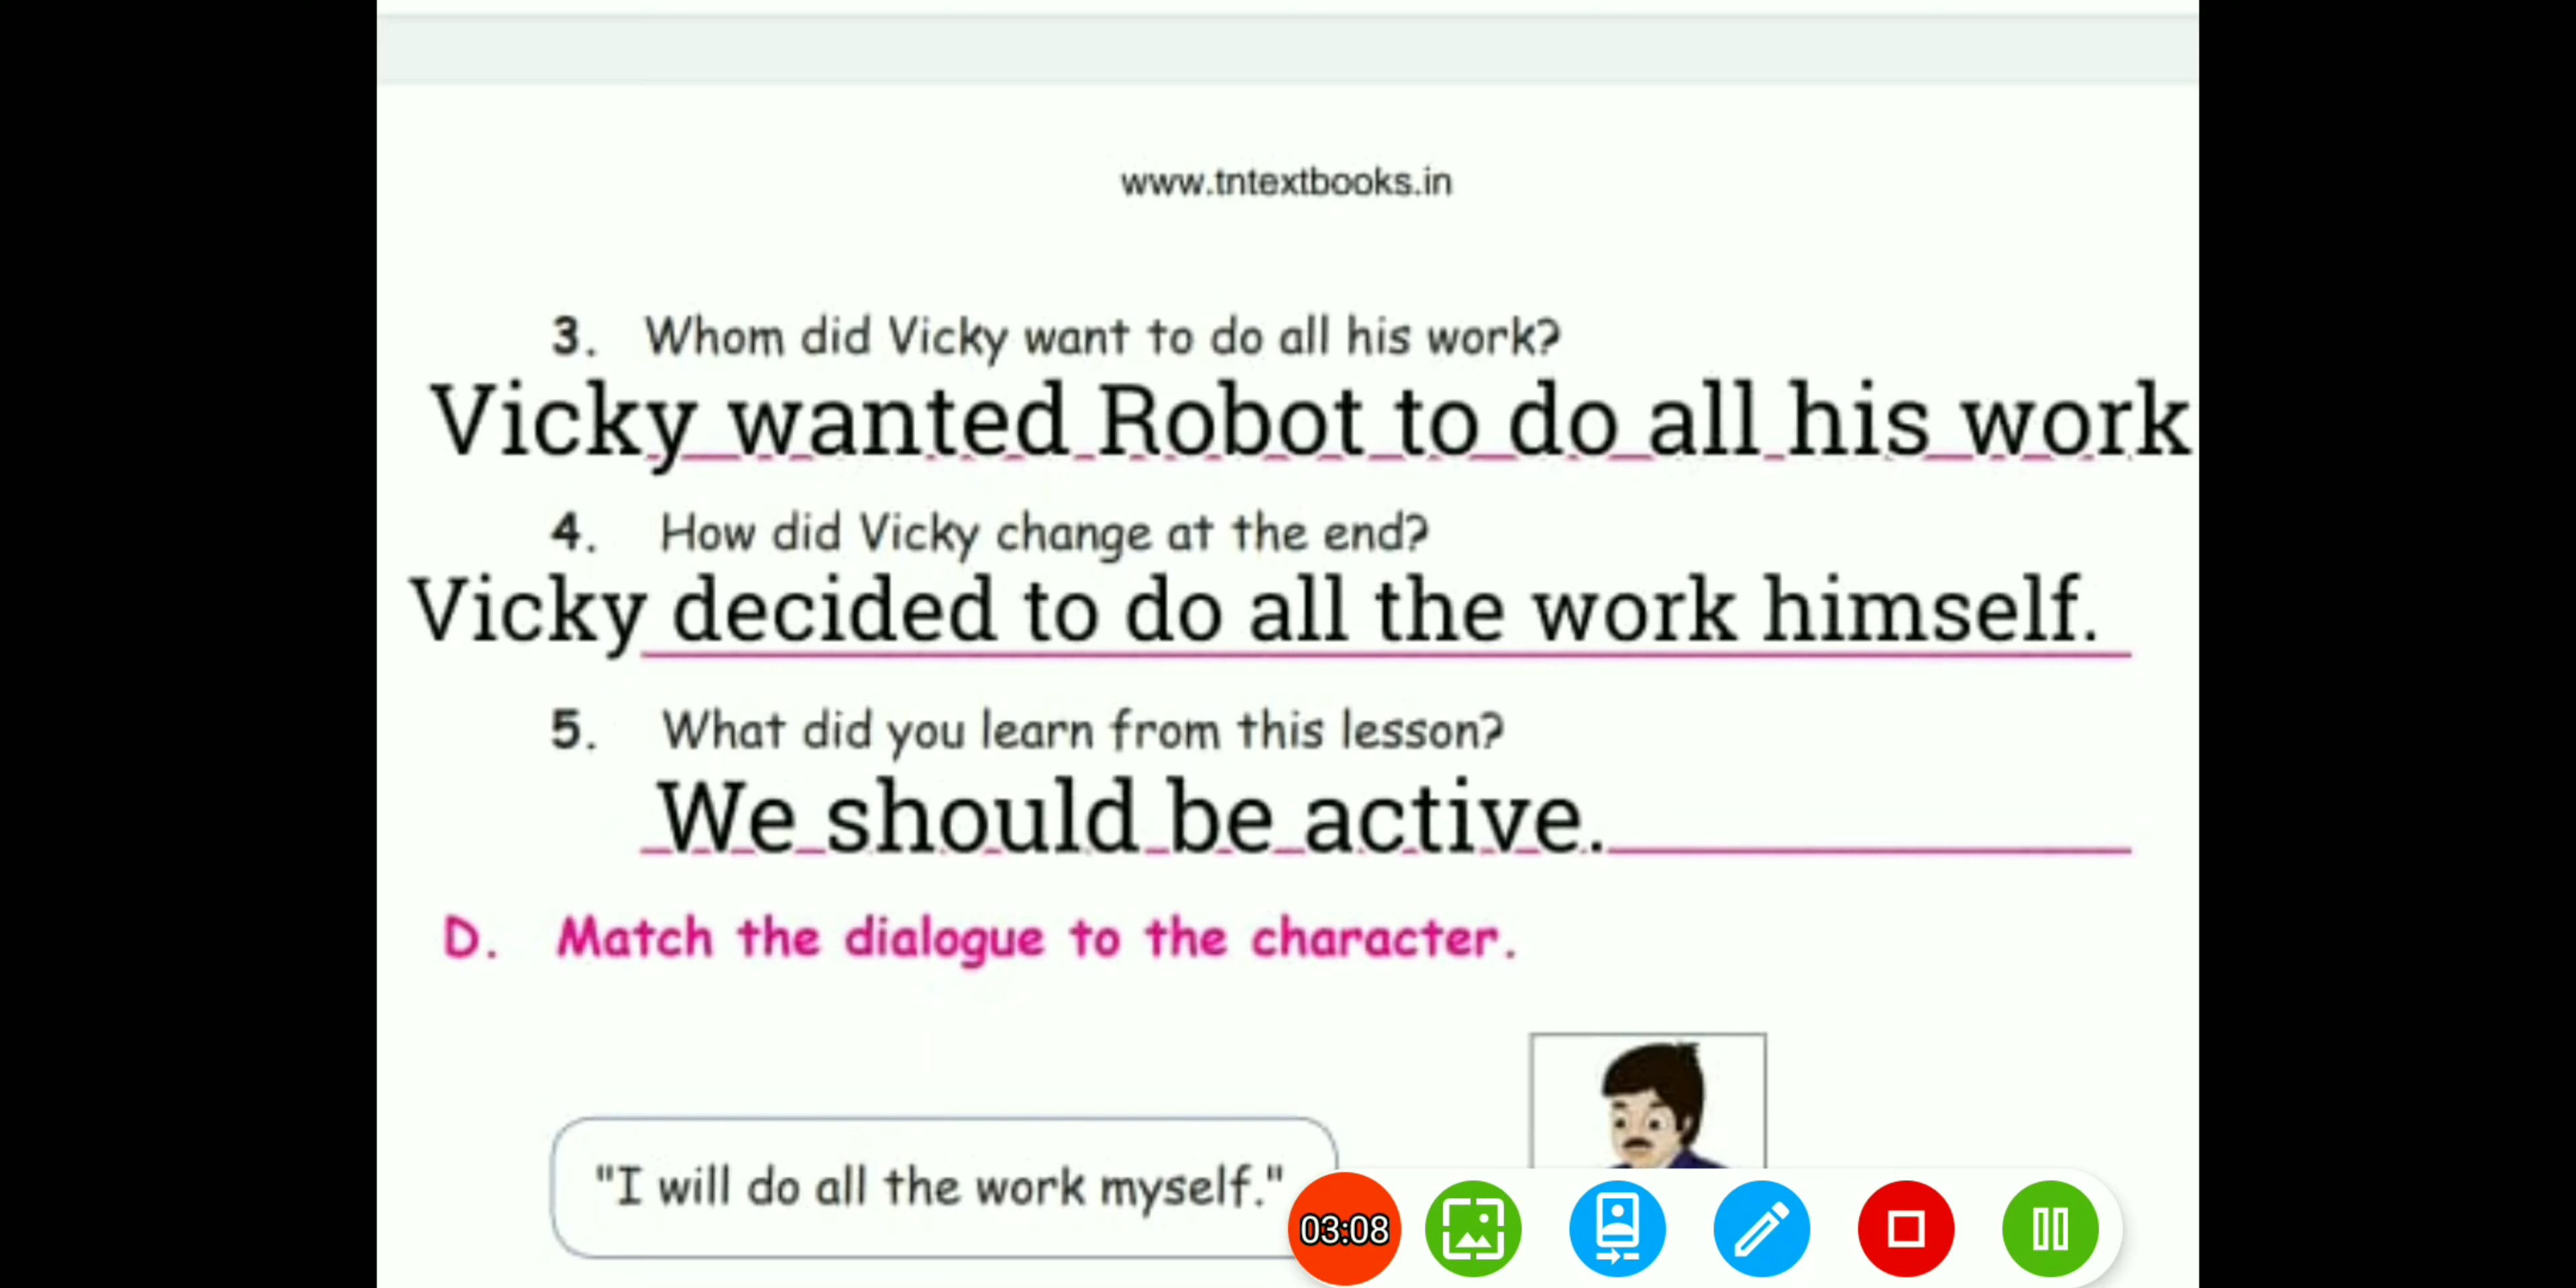 www.tntextbooks.in
3. Whom did Vicky want to do all his work?
Vicky wanted Robot to do all his work
4. How did Vicky change at the end?
Vicky decided to do all the work himself.
5. What did you learn from this lesson?
We should be active.
D. Match the dialogue to the character.
"I will do all the work myself."
03:08